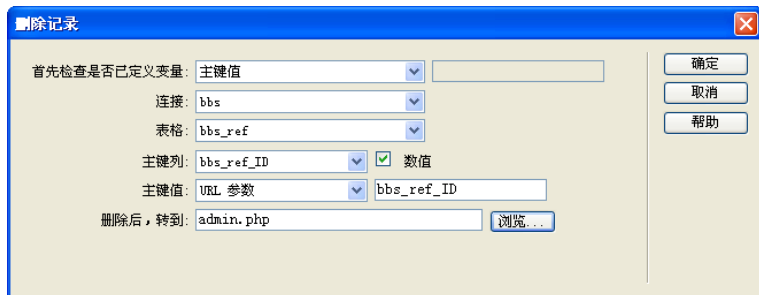 删除记录
首先检查是否已定义变量: 主键值
确定
连接: bbs
取消
表格: bbs_ref
帮助
主键列: bbs_ref_ID 数值
主键值: URL 参数 bbs_ref_ID
删除后，转到: admin.php 浏览...